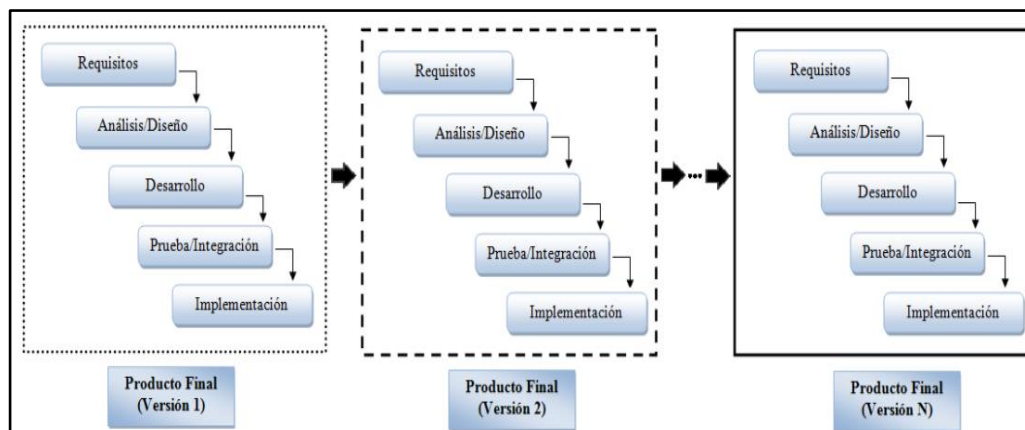 Requisitos
Análisis/Diseño
Desarrollo
Prueba/Integración
Implementación
Producto Final
(Versión 1)
Requisitos
Análisis/Diseño
Desarrollo
Prueba/Integración
Implementación
Producto Final
(Versión 2)
...
Requisitos
Análisis/Diseño
Desarrollo
Prueba/Integración
Implementación
Producto Final
(Versión N)